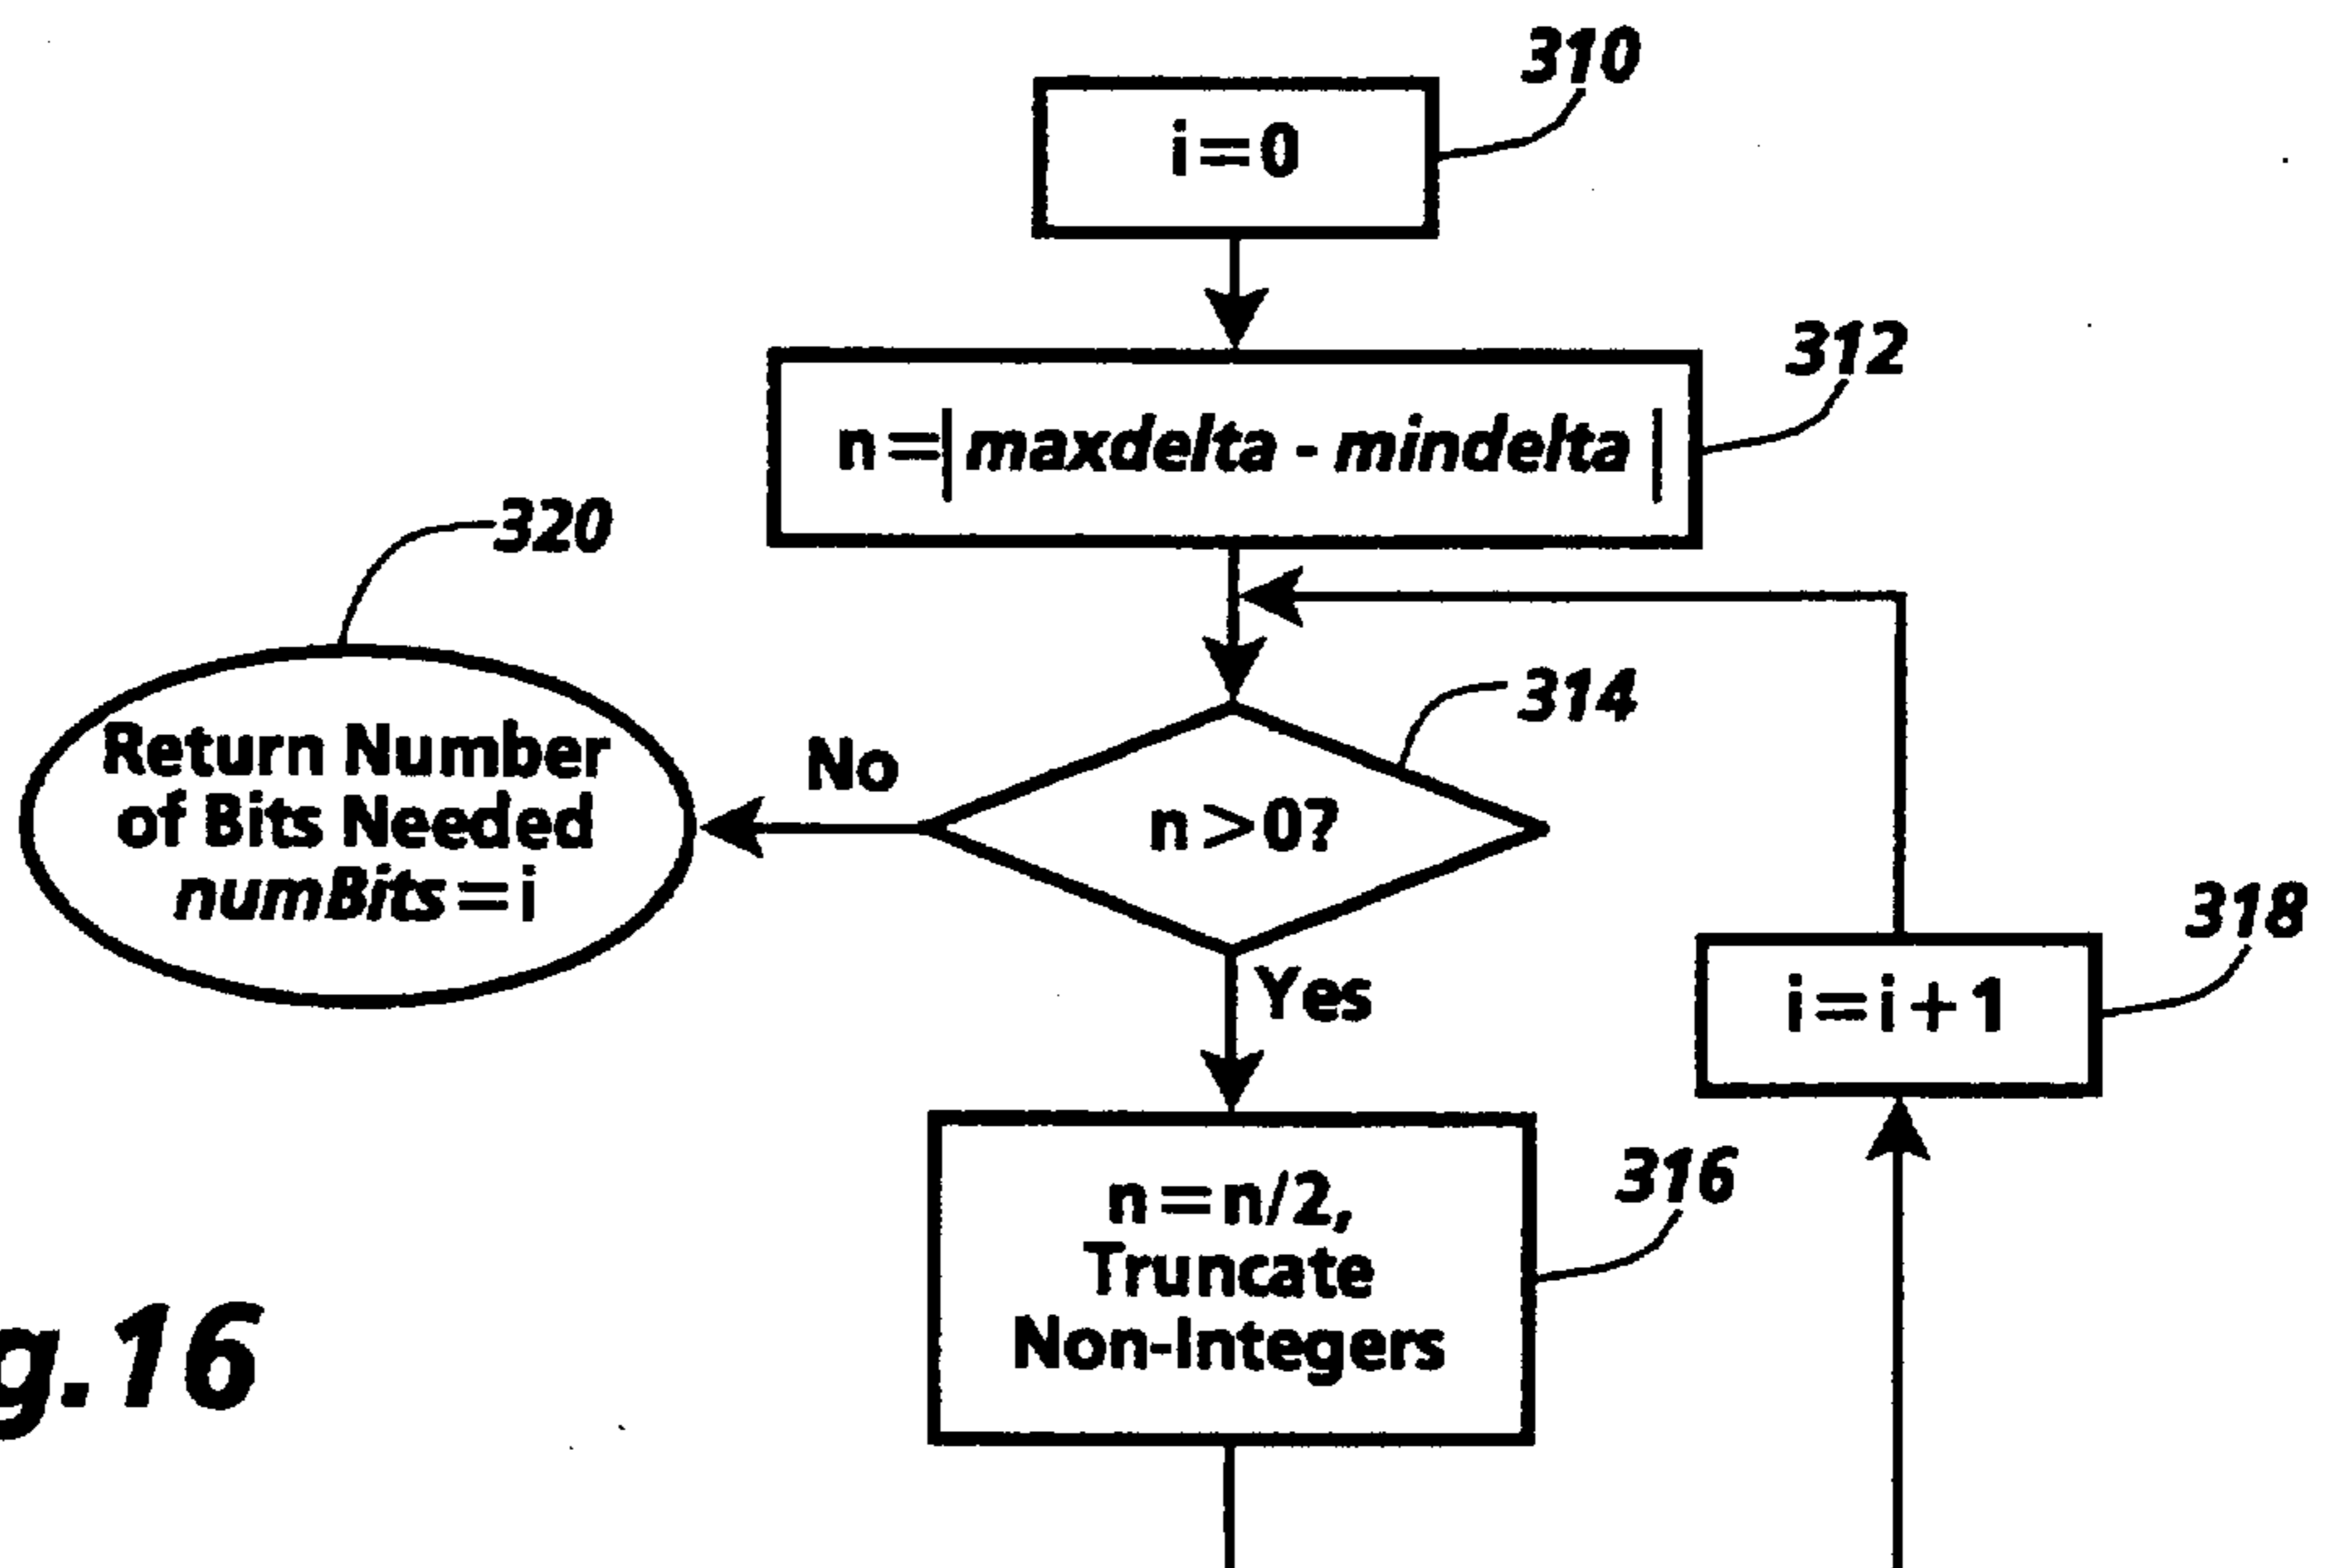 310
i=0
312
n=| maxdelta - mindelta |
320
314
Return Number
of Bits Needed
numBits=i
No
n>0?
318
Yes
i=i+1
316
n=n/2,
Truncate
Non-Integers
g.16